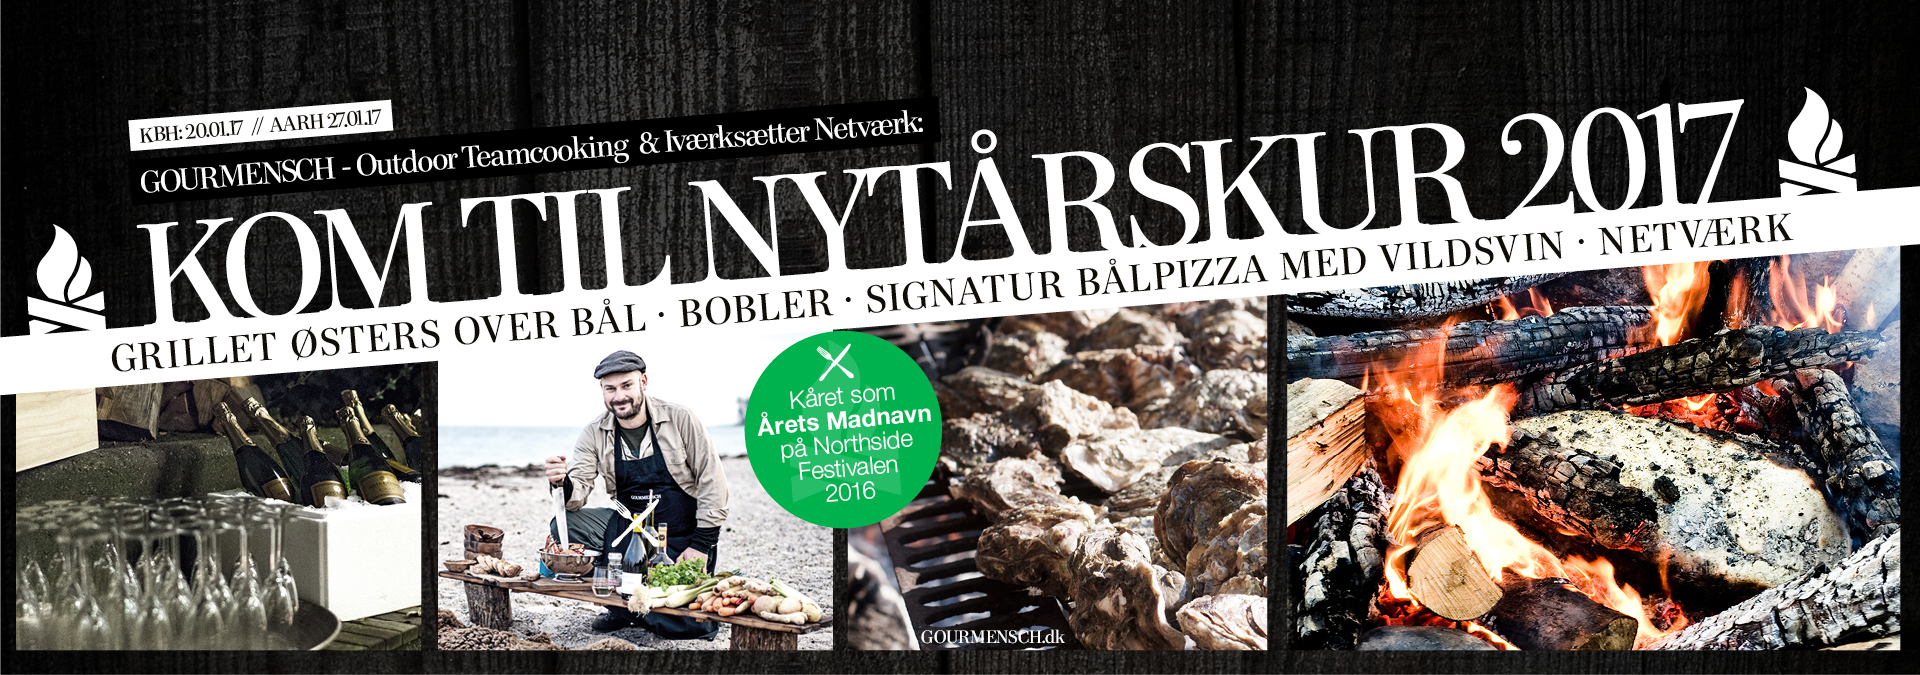 KBH: 20.01.17 // AARH 27.01.17
GOURMENSCH - Outdoor Teamcooking & Iværksætter Netværk:
KOM TIL NYTÅRSKUR 2017
GRILLET ØSTERS OVER BÅL · BOBLER · SIGNATUR BÅLPIZZA MED VILDSVIN · NETVÆRK
Kåret som
Årets Madnavn
på Northside
Festivalen
2016
GOURMENSCH
GOURMENSCH.dk